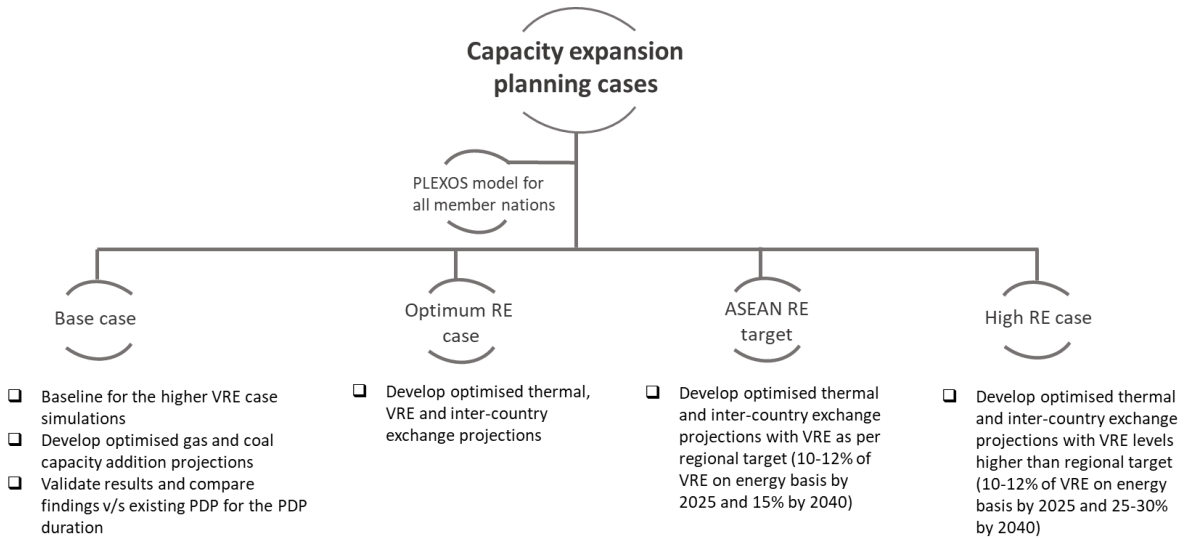 Capacity expansion
planning cases
PLEXOS model for
all member nations
Base case
Optimum RE
case
ASEAN RE
target
High RE case
❑ Baseline for the higher VRE case
simulations
❑ Develop optimised gas and coal
capacity addition projections
❑ Validate results and compare
findings v/s existing PDP for the PDP
duration
❑ Develop optimised thermal,
VRE and inter-country
exchange projections
❑ Develop optimised thermal
and inter-country exchange
projections with VRE as per
regional target (10-12% of
VRE on energy basis by
2025 and 15% by 2040)
❑ Develop optimised thermal
and inter-country exchange
projections with VRE levels
higher than regional target
(10-12% of VRE on energy
basis by 2025 and 25-30%
by 2040)